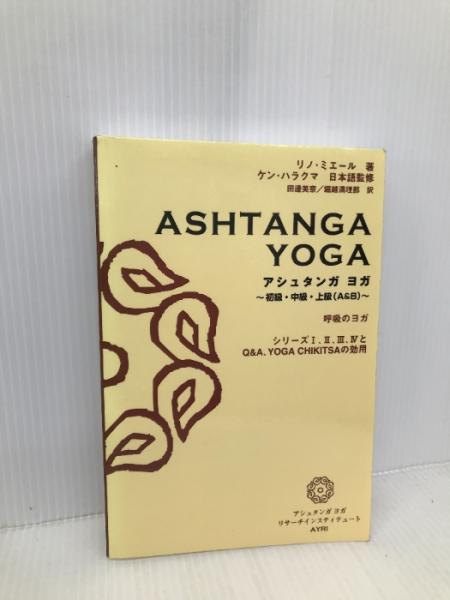 リノ・ミエール 著
ケン・ハラクマ 日本語監修
田邊美奈/堀越満理郎 訳
ASHTANGA
YOGA
アシュタンガ ヨガ
〜初級・中級・上級(A&B)〜
呼吸のヨガ
シリーズⅠ、Ⅱ、Ⅲ、Ⅳと
Q&A、YOGA CHIKITSAの効用
アシュタンガ ヨガ
リサーチインスティテュート
AYRI